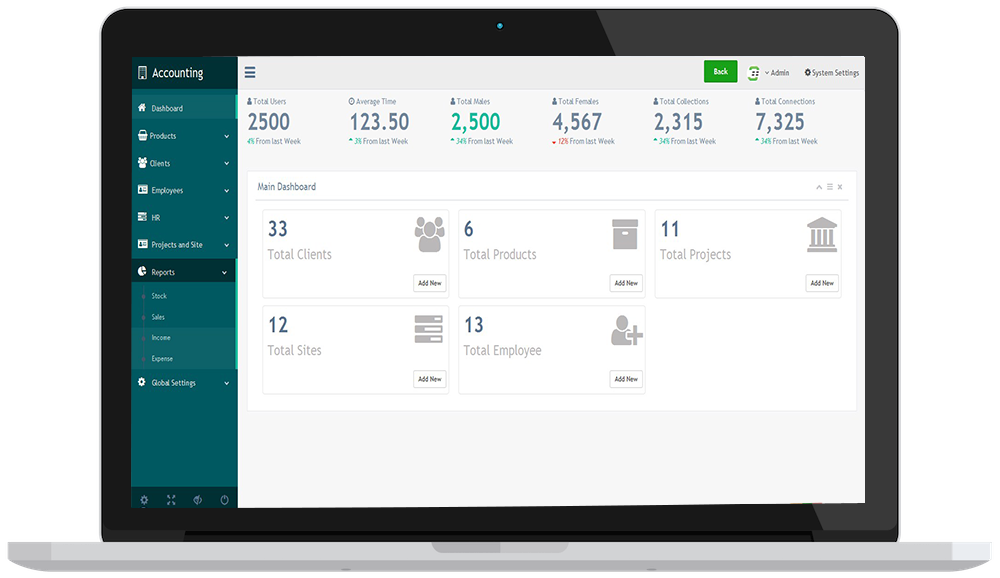 Accounting
Back
Admin
System Settings
Dashboard
Products
Clients
Employees
HR
Projects and Site
Reports
Stock
Sales
Income
Expense
Global Settings
Total Users
2500
4% From last Week
Average Time
123.50
3% From last Week
Total Males
2,500
34% From last Week
Total Females
4,567
12% From last Week
Total Collections
2,315
34% From last Week
Total Connections
7,325
34% From last Week
Main Dashboard
33
Total Clients
Add New
6
Total Products
Add New
11
Total Projects
Add New
12
Total Sites
Add New
13
Total Employee
Add New